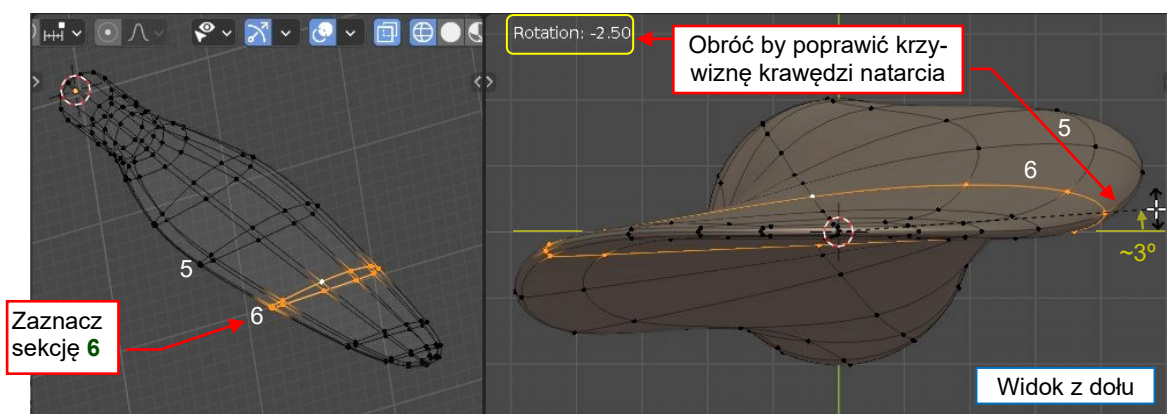 Rotation: -2.50
Obróć by poprawić krzy-
wiznę krawędzi natarcia
5
6
~3º
5
6
Zaznacz
sekcję 6
Widok z dołu